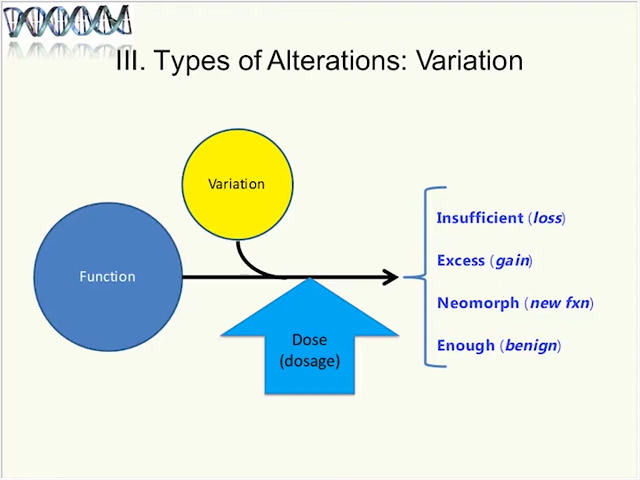 III. Types of Alterations: Variation
Variation
Function
Dose
(dosage)
Insufficient (loss)
Excess (gain)
Neomorph (new fxn)
Enough (benign)